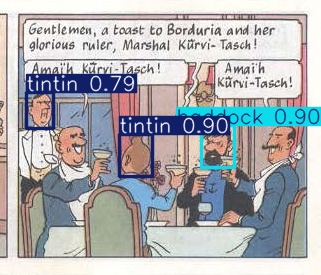 Gentlemen, a toast to Borduria and her
glorious ruler, Marshal Kûrvi-Tasch!
Amaïh Kûrvi-Tasch!
Amaïh
Kûrvi-Tasch!
tintin 0.79
tintin 0.90
haddock 0.90